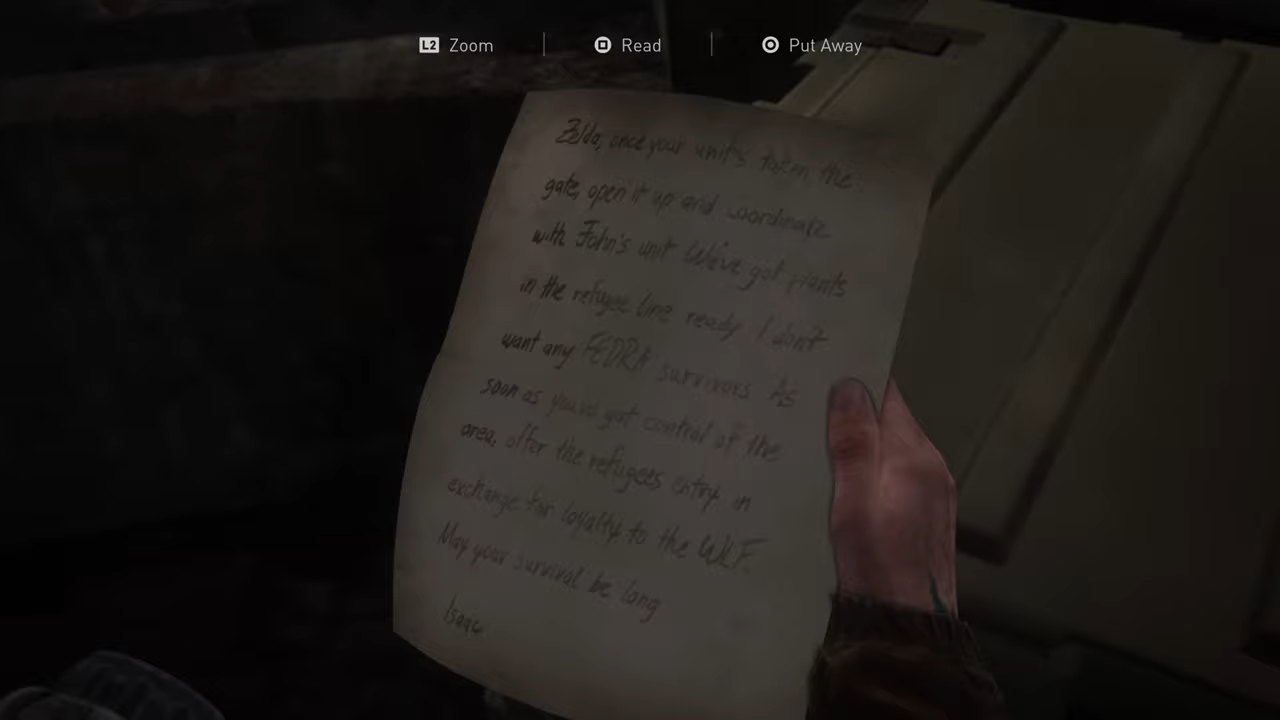 L2 Zoom | Read | Put Away
Zelda, once your unit's taken the
gate, open it up and coordinate
with John's unit We've got plants
in the refugee line ready I don't
want any FEDRA survivors As
soon as you've got control of the
area, offer the refugees entry in
exchange for loyalty to the WLF.
May your survival be long
Isaac